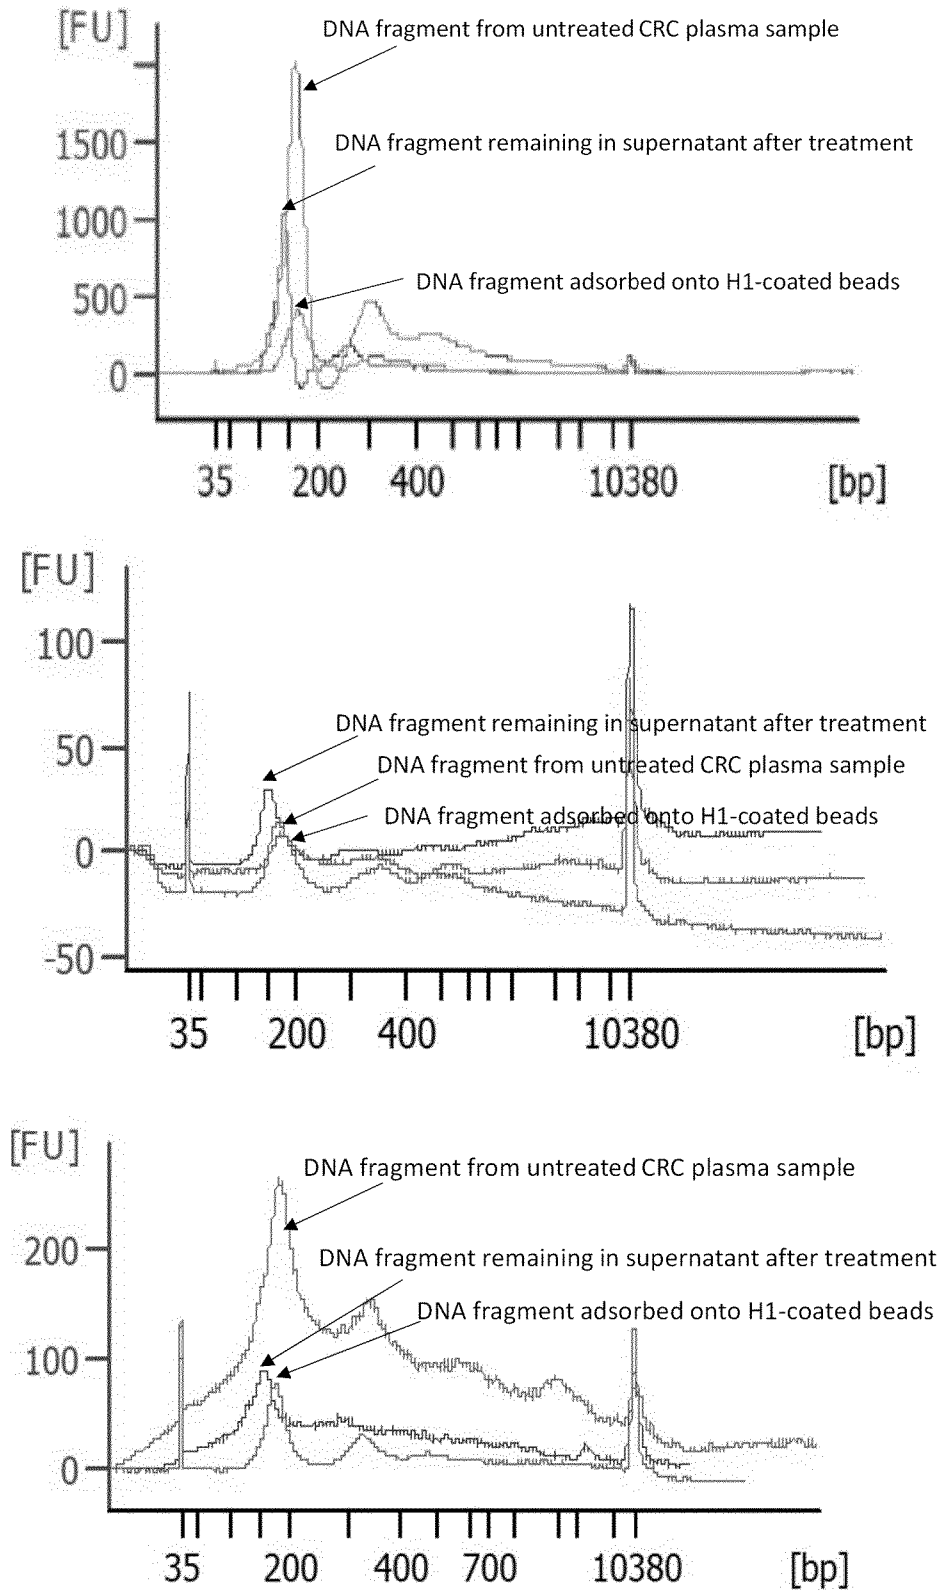 [FU]
DNA fragment from untreated CRC plasma sample
DNA fragment remaining in supernatant after treatment
1500
1000
DNA fragment adsorbed onto H1-coated beads
500
0
35 200 400 10380 [bp]
[FU]
100
DNA fragment remaining in supernatant after treatment
50
DNA fragment from untreated CRC plasma sample
DNA fragment adsorbed onto H1-coated beads
0
-50
35 200 400 10380 [bp]
[FU]
DNA fragment from untreated CRC plasma sample
200
DNA fragment remaining in supernatant after treatment
DNA fragment adsorbed onto H1-coated beads
100
0
35 200 400 700 10380 [bp]